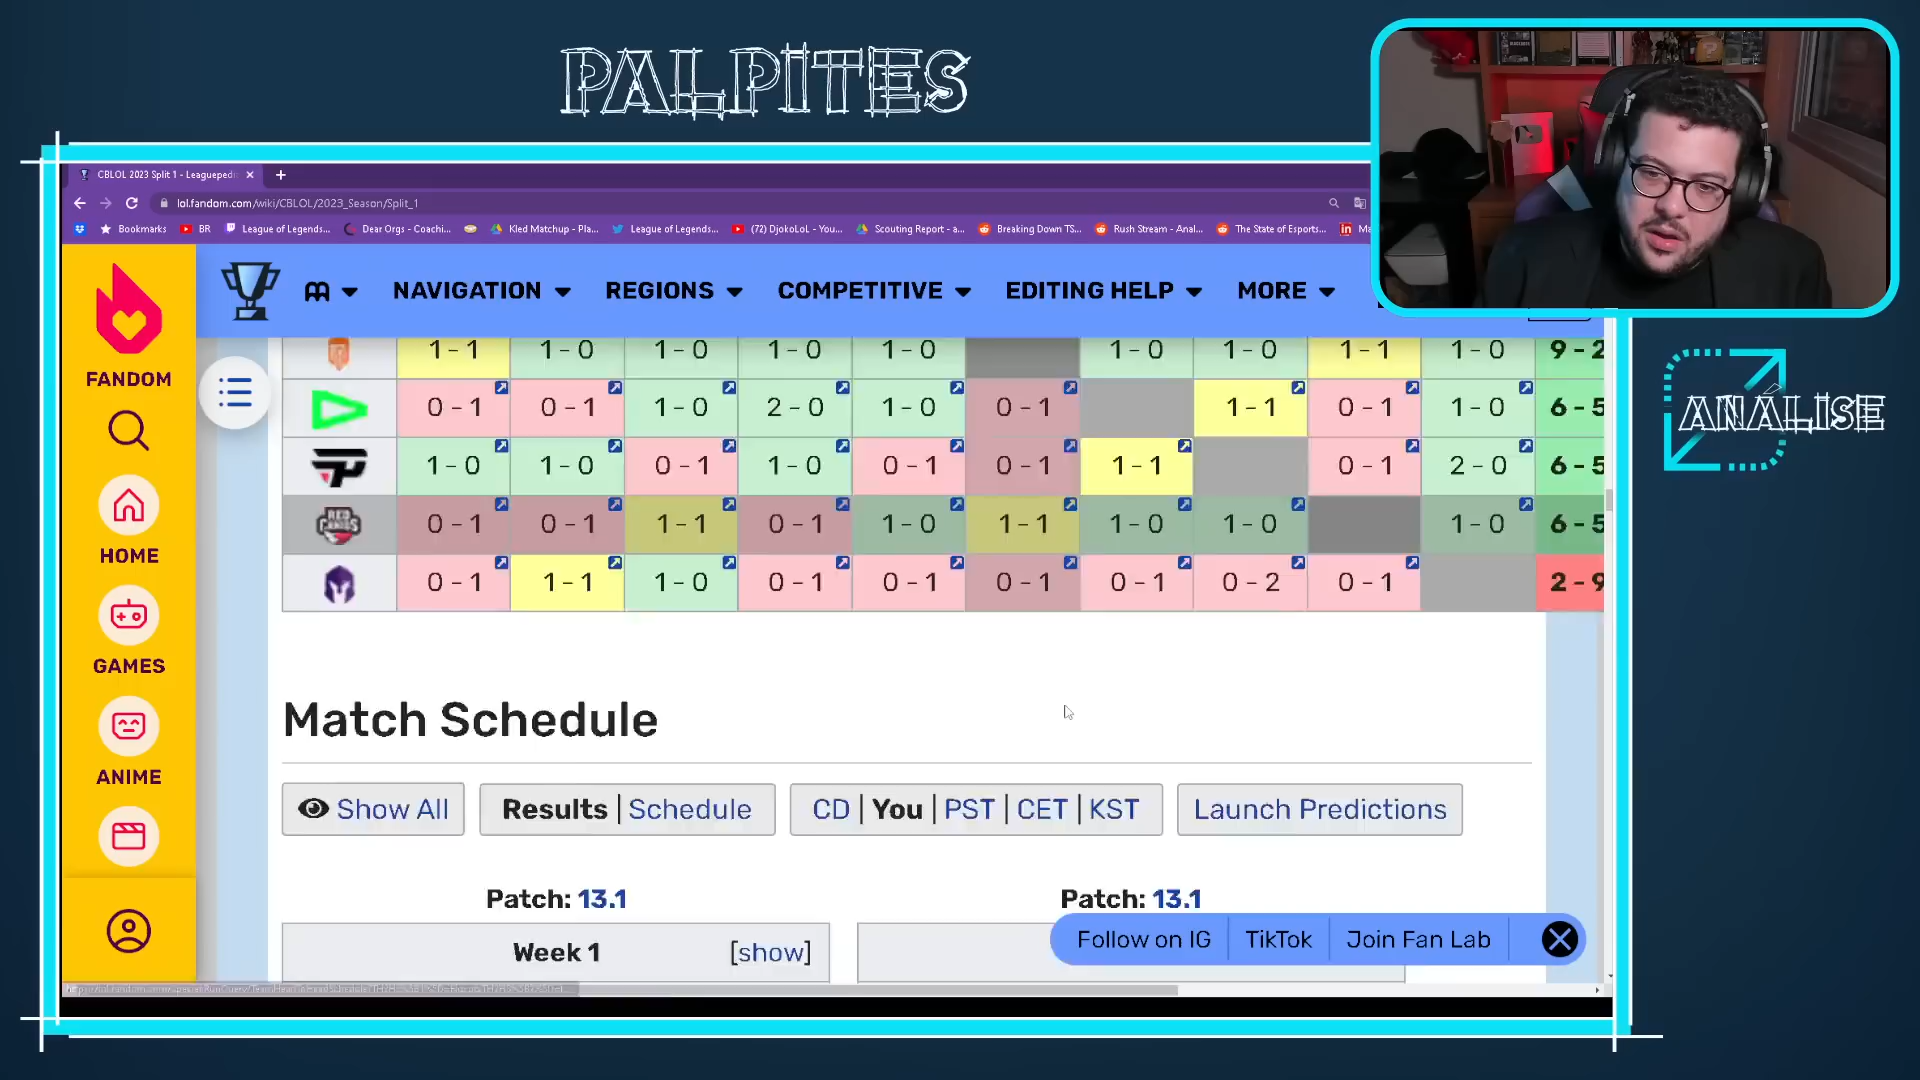 PALPITES
CBLOL 2023 Split 1 - Leaguepedi
lol.fandom.com/wiki/CBLOL/2023_Season/Split_1
Bookmarks BR League of Legends... Dear Orgs - Coachi... Kled Matchup - Pla... League of Legends... (72) DjokoLoL - You... Scouting Report - a... Breaking Down TS... Rush Stream - Anal... The State of Esports...
NAVIGATION REGIONS COMPETITIVE EDITING HELP MORE
FANDOM
HOME
GAMES
ANIME
1 - 1 1 - 0 1 - 0 1 - 0 1 - 0 1 - 0 1 - 0 1 - 1 1 - 0 9 - 2
0 - 1 0 - 1 1 - 0 2 - 0 1 - 0 0 - 1 1 - 1 0 - 1 1 - 0 6 - 5
1 - 0 1 - 0 0 - 1 1 - 0 0 - 1 0 - 1 1 - 1 0 - 1 2 - 0 6 - 5
RED CANIDS 0 - 1 0 - 1 1 - 1 0 - 1 1 - 0 1 - 1 1 - 0 1 - 0 1 - 0 6 - 5
0 - 1 1 - 1 1 - 0 0 - 1 0 - 1 0 - 1 0 - 1 0 - 2 0 - 1 2 - 9
ANÁLISE
Match Schedule
Show All Results | Schedule CD | You | PST | CET | KST Launch Predictions
Patch: 13.1 Patch: 13.1
Week 1 [show]
Follow on IG TikTok Join Fan Lab